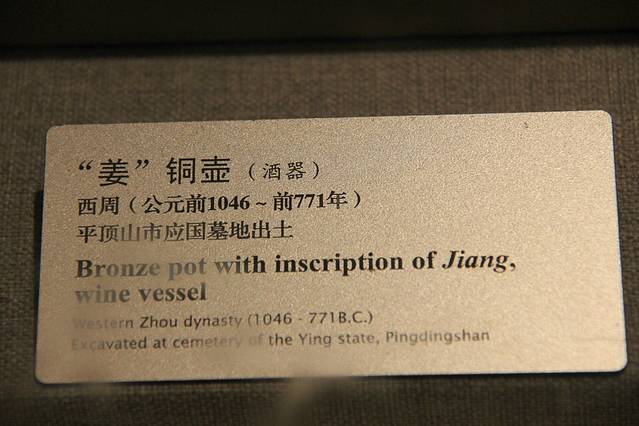 “姜”铜壶（酒器）
西周（公元前1046 ~ 前771年）
平顶山市应国墓地出土
Bronze pot with inscription of Jiang,
wine vessel
Western Zhou dynasty (1046 - 771B.C.)
Excavated at cemetery of the Ying state, Pingdingshan